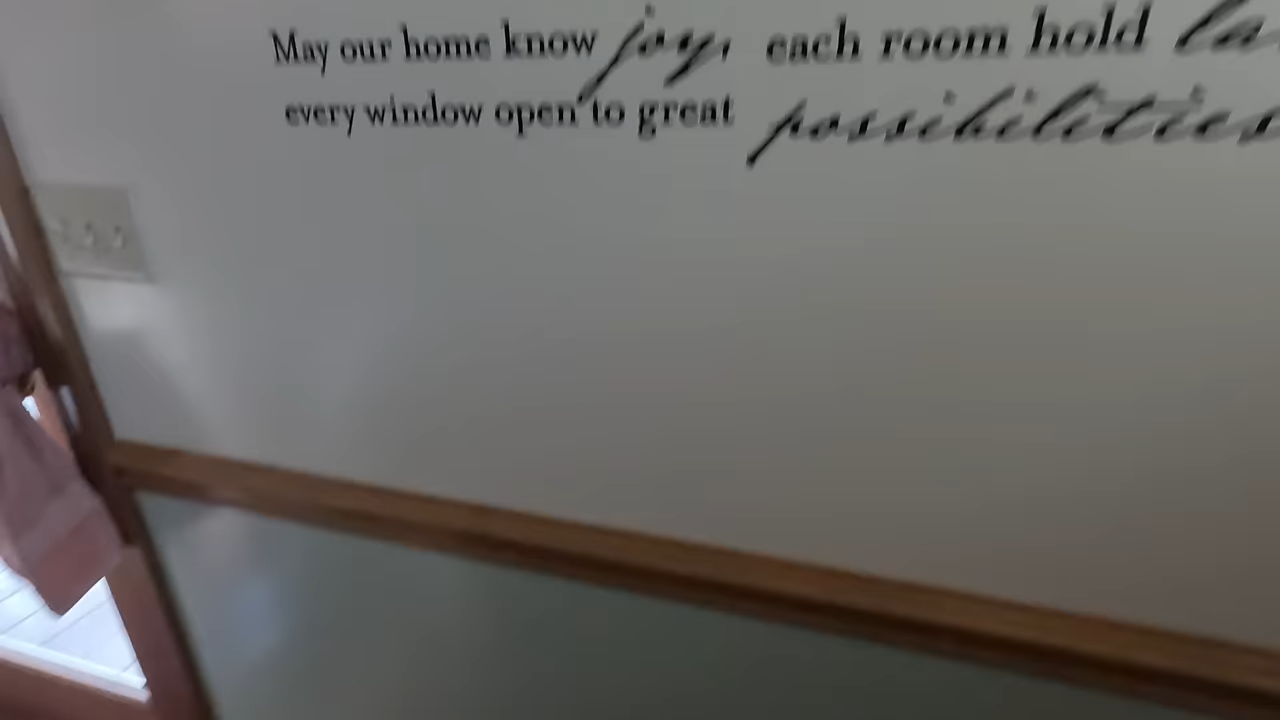 May our home know joy, each room hold
every window open to great possibilities